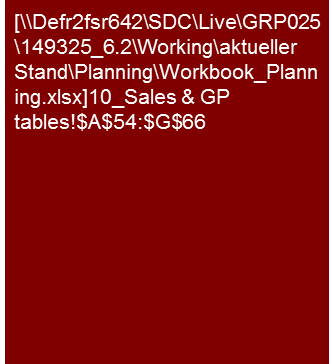 [\\Defr2fsr642\SDC\Live\GRP025
\149325_6.2\Working\aktueller
Stand\Planning\Workbook_Plann
ing.xlsx]10_Sales & GP
tables!$A$54:$G$66